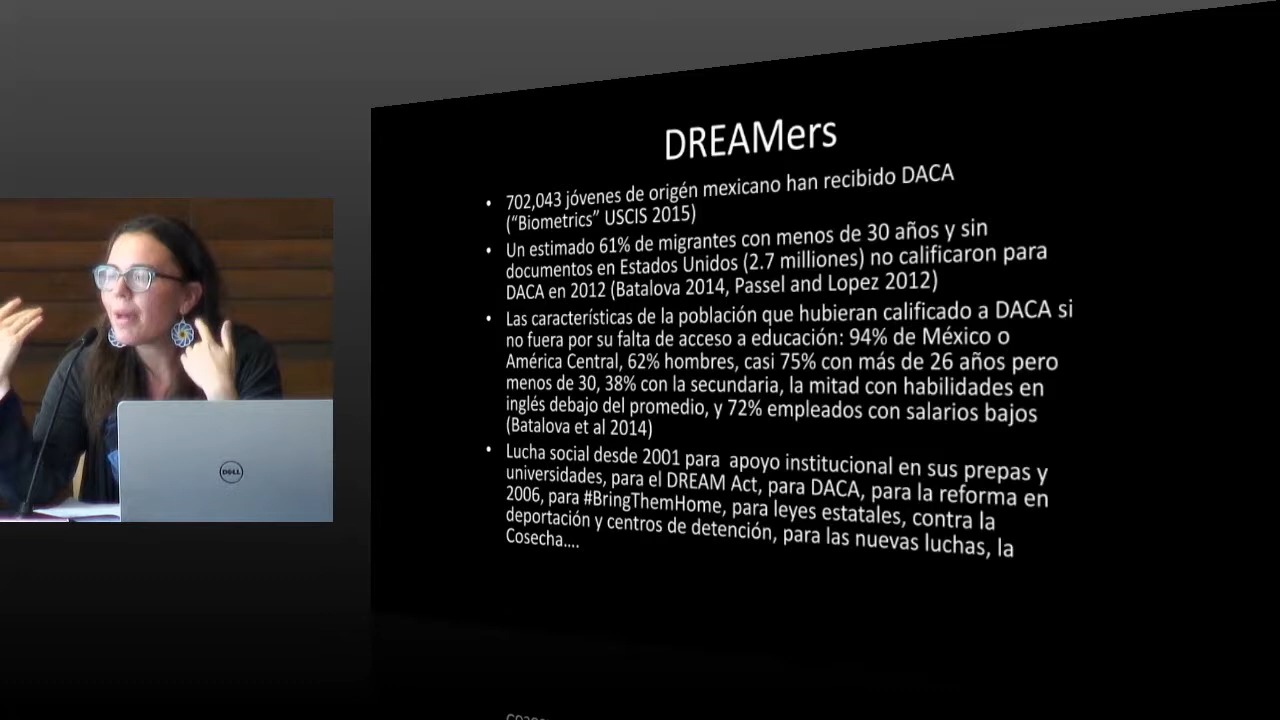 DREAMers
• 702,043 jóvenes de origén mexicano han recibido DACA
(“Biometrics” USCIS 2015)
• Un estimado 61% de migrantes con menos de 30 años y sin
documentos en Estados Unidos (2.7 milliones) no calificaron para
DACA en 2012 (Batalova 2014, Passel and Lopez 2012)
• Las características de la población que hubieran calificado a DACA si
no fuera por su falta de acceso a educación: 94% de México o
América Central, 62% hombres, casi 75% con más de 26 años pero
menos de 30, 38% con la secundaria, la mitad con habilidades en
inglés debajo del promedio, y 72% empleados con salarios bajos
(Batalova et al 2014)
• Lucha social desde 2001 para  apoyo institucional en sus prepas y
universidades, para el DREAM Act, para DACA, para la reforma en
2006, para #BringThemHome, para leyes estatales, contra la
deportación y centros de detención, para las nuevas luchas, la
Cosecha....
DELL